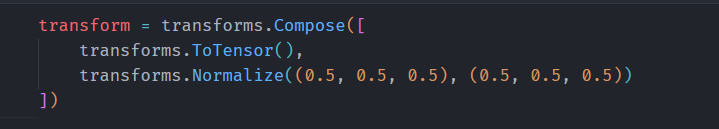 transform = transforms.Compose([
    transforms.ToTensor(),
    transforms.Normalize((0.5, 0.5, 0.5), (0.5, 0.5, 0.5))
])